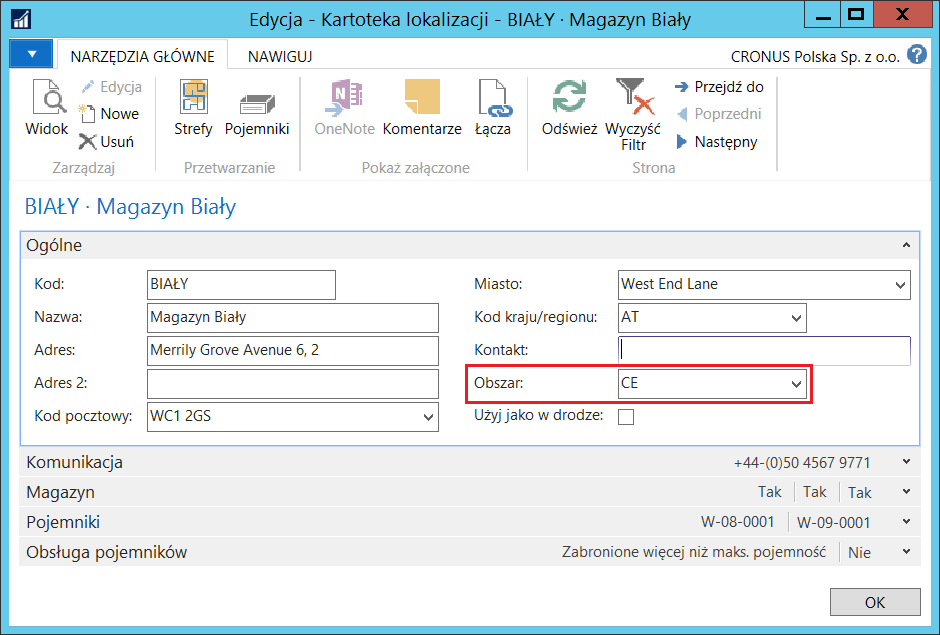 Edycja - Kartoteka lokalizacji - BIAŁY · Magazyn Biały
NARZĘDZIA GŁÓWNE
NAWIGUJ
CRONUS Polska Sp. z o.o.
?
Widok
Edycja
Nowe
Usuń
Zarządzaj
Strefy
Pojemniki
Przetwarzanie
OneNote
Komentarze
Łącza
Pokaż załączone
Odśwież
Wyczyść
Filtr
Przejdź do
Poprzedni
Następny
Strona
BIAŁY · Magazyn Biały
Ogólne
Kod: BIAŁY
Nazwa: Magazyn Biały
Adres: Merrily Grove Avenue 6, 2
Adres 2:
Kod pocztowy: WC1 2GS
Miasto: West End Lane
Kod kraju/regionu: AT
Kontakt:
Obszar: CE
Użyj jako w drodze:
Komunikacja +44-(0)50 4567 9771
Magazyn Tak Tak Tak
Pojemniki W-08-0001 W-09-0001
Obsługa pojemników Zabronione więcej niż maks. pojemność Nie
OK